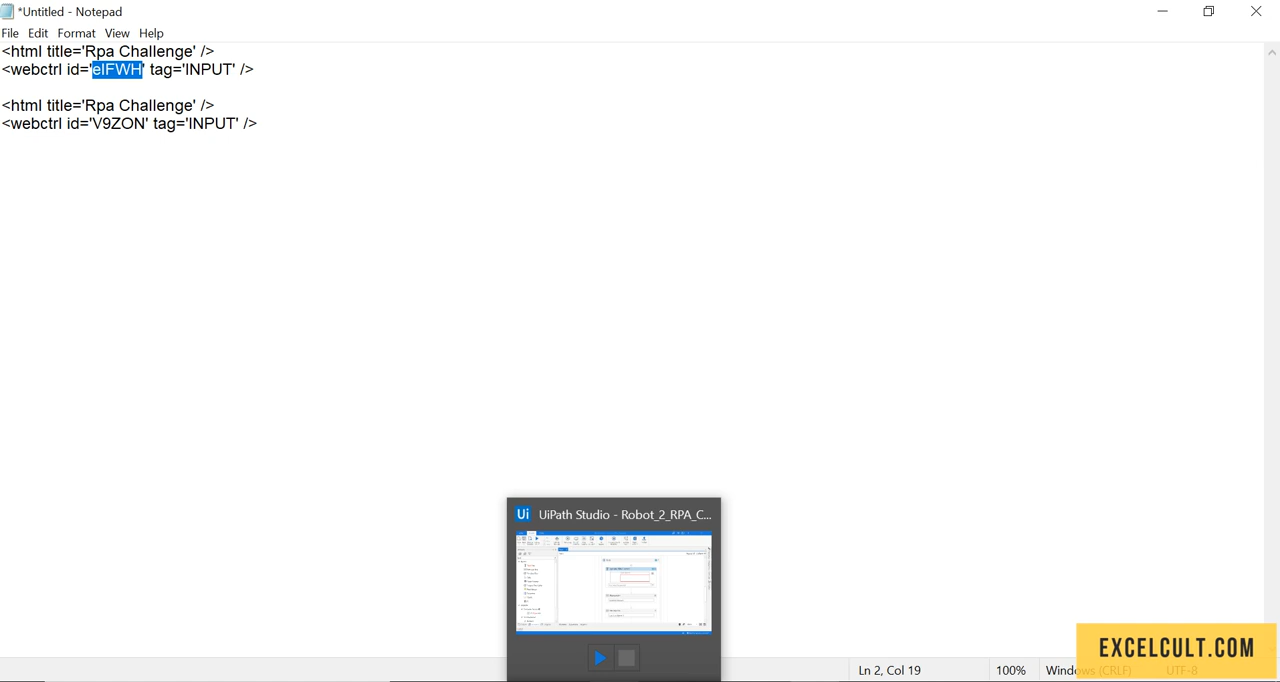 *Untitled - Notepad
File Edit Format View Help
<html title='Rpa Challenge' />
<webctrl id='eIFWH' tag='INPUT' />
<html title='Rpa Challenge' />
<webctrl id='V9ZON' tag='INPUT' />
Ui UiPath Studio - Robot_2_RPA_C...
EXCELCULT.COM
Ln 2, Col 19 100% Windows (CRLF) UTF-8